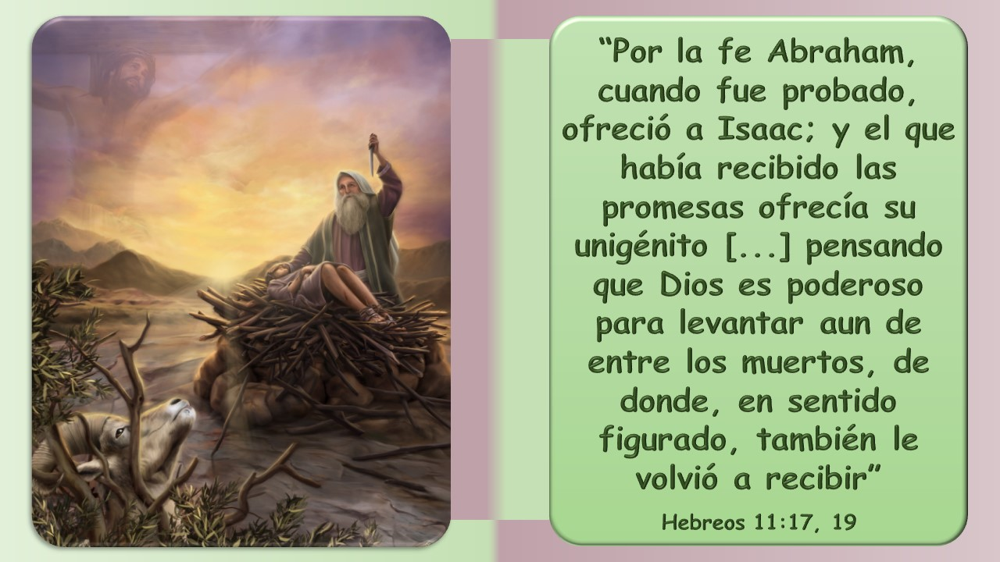 “Por la fe Abraham,
cuando fue probado,
ofreció a Isaac; y el que
había recibido las
promesas ofrecía su
unigénito [...] pensando
que Dios es poderoso
para levantar aun de
entre los muertos, de
donde, en sentido
figurado, también le
volvió a recibir”
Hebreos 11:17, 19